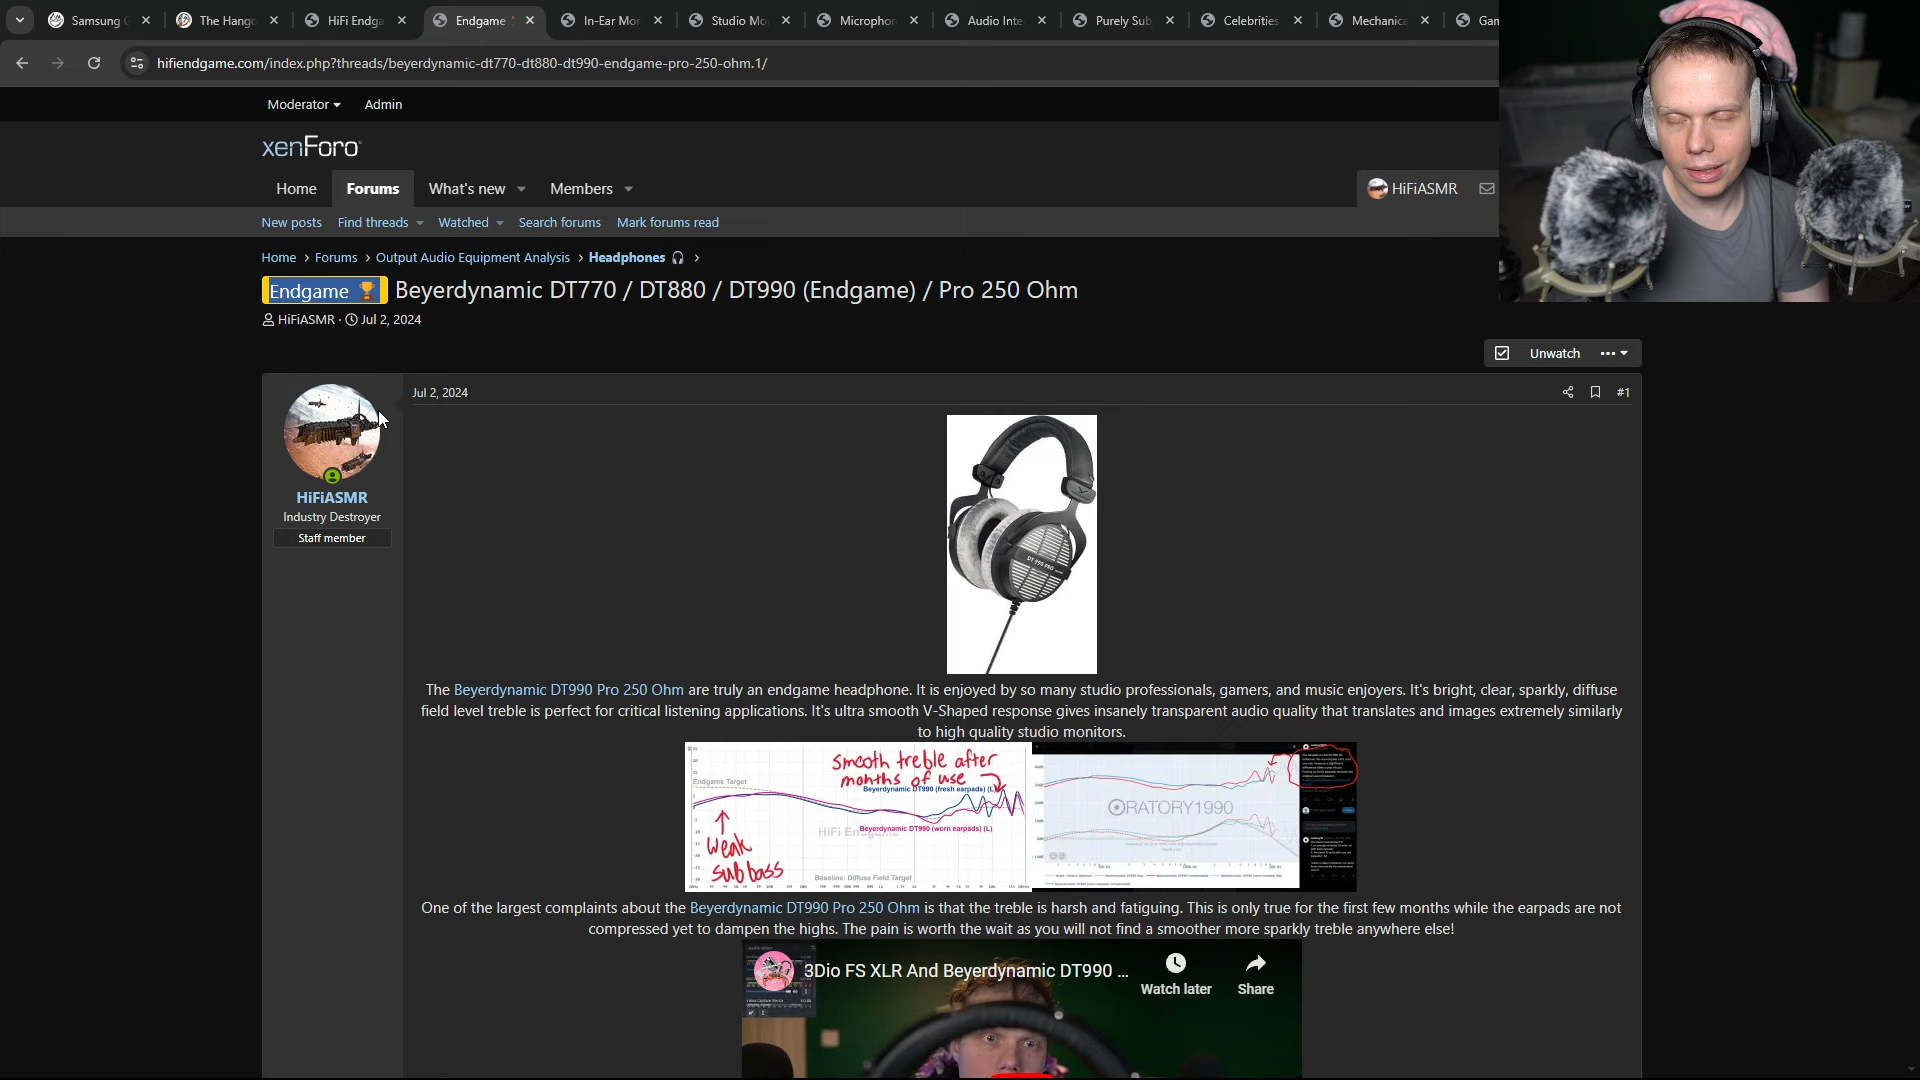 Samsung
The Hango
HiFi Endga
Endgame
In-Ear Mo
Studio Mo
Microphon
Audio Inte
Purely Sub
Celebrities
Mechanica
Gan
hifiendgame.com/index.php?threads/beyerdynamic-dt770-dt880-dt990-endgame-pro-250-ohm.1/
Moderator Admin
xenForo
Home Forums What's new Members
HiFiASMR
New posts Find threads Watched Search forums Mark forums read
Home Forums Output Audio Equipment Analysis Headphones
Endgame Beyerdynamic DT770 / DT880 / DT990 (Endgame) / Pro 250 Ohm
HiFiASMR · Jul 2, 2024
Unwatch
Jul 2, 2024
#1
HiFiASMR
Industry Destroyer
Staff member
DT 990 PRO
The Beyerdynamic DT990 Pro 250 Ohm are truly an endgame headphone. It is enjoyed by so many studio professionals, gamers, and music enjoyers. It's bright, clear, sparkly, diffuse
field level treble is perfect for critical listening applications. It's ultra smooth V-Shaped response gives insanely transparent audio quality that translates and images extremely similarly
to high quality studio monitors.
Smooth treble after
months of use
Endgame Target
Beyerdynamic DT990 (fresh earpads) (L)
Beyerdynamic DT990 (worn earpads) (L)
HiFi Endgame
Weak
subbass
Baseline: Diffuse Field Target
ORATORY1990
One of the largest complaints about the Beyerdynamic DT990 Pro 250 Ohm is that the treble is harsh and fatiguing. This is only true for the first few months while the earpads are not
compressed yet to dampen the highs. The pain is worth the wait as you will not find a smoother more sparkly treble anywhere else!
3Dio FS XLR And Beyerdynamic DT990 ...
Watch later
Share